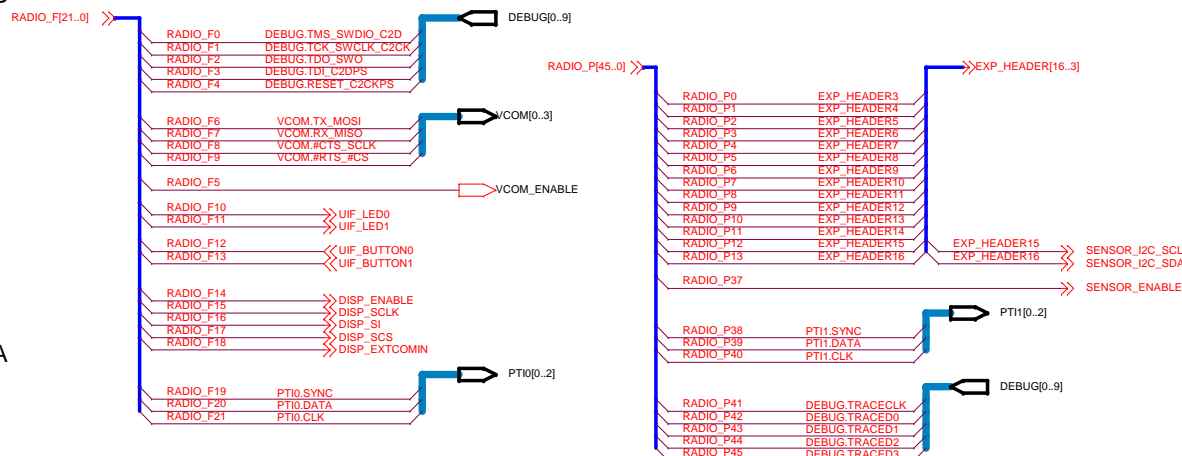 RADIO_F[21..0]
DEBUG[0..9]
RADIO_F0 DEBUG.TMS_SWDIO_C2D
RADIO_F1 DEBUG.TCK_SWCLK_C2CK
RADIO_F2 DEBUG.TDO_SWO
RADIO_F3 DEBUG.TDI_C2DPS
RADIO_F4 DEBUG.RESET_C2CKPS
VCOM[0..3]
RADIO_F6 VCOM.TX_MOSI
RADIO_F7 VCOM.RX_MISO
RADIO_F8 VCOM.#CTS_SCLK
RADIO_F9 VCOM.#RTS_#CS
RADIO_F5 VCOM_ENABLE
RADIO_F10 UIF_LED0
RADIO_F11 UIF_LED1
RADIO_F12 UIF_BUTTON0
RADIO_F13 UIF_BUTTON1
RADIO_F14 DISP_ENABLE
RADIO_F15 DISP_SCLK
RADIO_F16 DISP_SI
RADIO_F17 DISP_SCS
RADIO_F18 DISP_EXTCOMIN
A
PTI0[0..2]
RADIO_F19 PTI0.SYNC
RADIO_F20 PTI0.DATA
RADIO_F21 PTI0.CLK
RADIO_P[45..0]
EXP_HEADER[16..3]
RADIO_P0 EXP_HEADER3
RADIO_P1 EXP_HEADER4
RADIO_P2 EXP_HEADER5
RADIO_P3 EXP_HEADER6
RADIO_P4 EXP_HEADER7
RADIO_P5 EXP_HEADER8
RADIO_P6 EXP_HEADER9
RADIO_P7 EXP_HEADER10
RADIO_P8 EXP_HEADER11
RADIO_P9 EXP_HEADER12
RADIO_P10 EXP_HEADER13
RADIO_P11 EXP_HEADER14
RADIO_P12 EXP_HEADER15
RADIO_P13 EXP_HEADER16
EXP_HEADER15 SENSOR_I2C_SCL
EXP_HEADER16 SENSOR_I2C_SDA
RADIO_P37 SENSOR_ENABLE
PTI1[0..2]
RADIO_P38 PTI1.SYNC
RADIO_P39 PTI1.DATA
RADIO_P40 PTI1.CLK
DEBUG[0..9]
RADIO_P41 DEBUG.TRACECLK
RADIO_P42 DEBUG.TRACED0
RADIO_P43 DEBUG.TRACED1
RADIO_P44 DEBUG.TRACED2
RADIO_P45 DEBUG.TRACED3